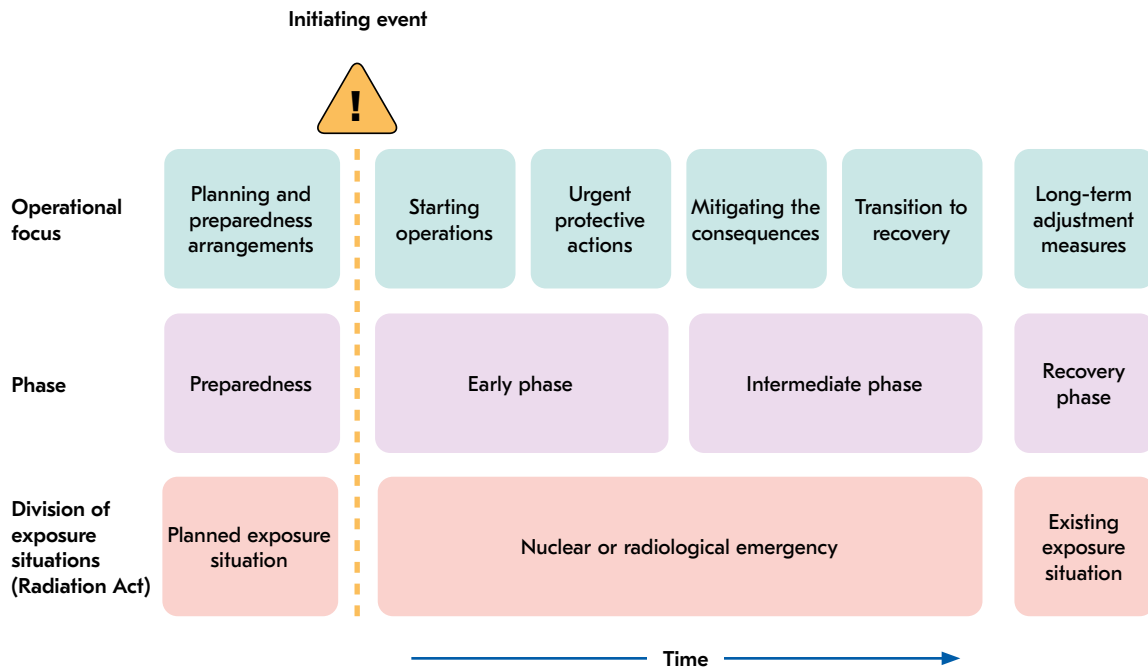 Initiating event
!
Operational
focus
Planning and
preparedness
arrangements
Starting
operations
Urgent
protective
actions
Mitigating the
consequences
Transition to
recovery
Long-term
adjustment
measures
Phase
Preparedness
Early phase
Intermediate phase
Recovery
phase
Division of
exposure
situations
(Radiation Act)
Planned exposure
situation
Nuclear or radiological emergency
Existing
exposure
situation
Time